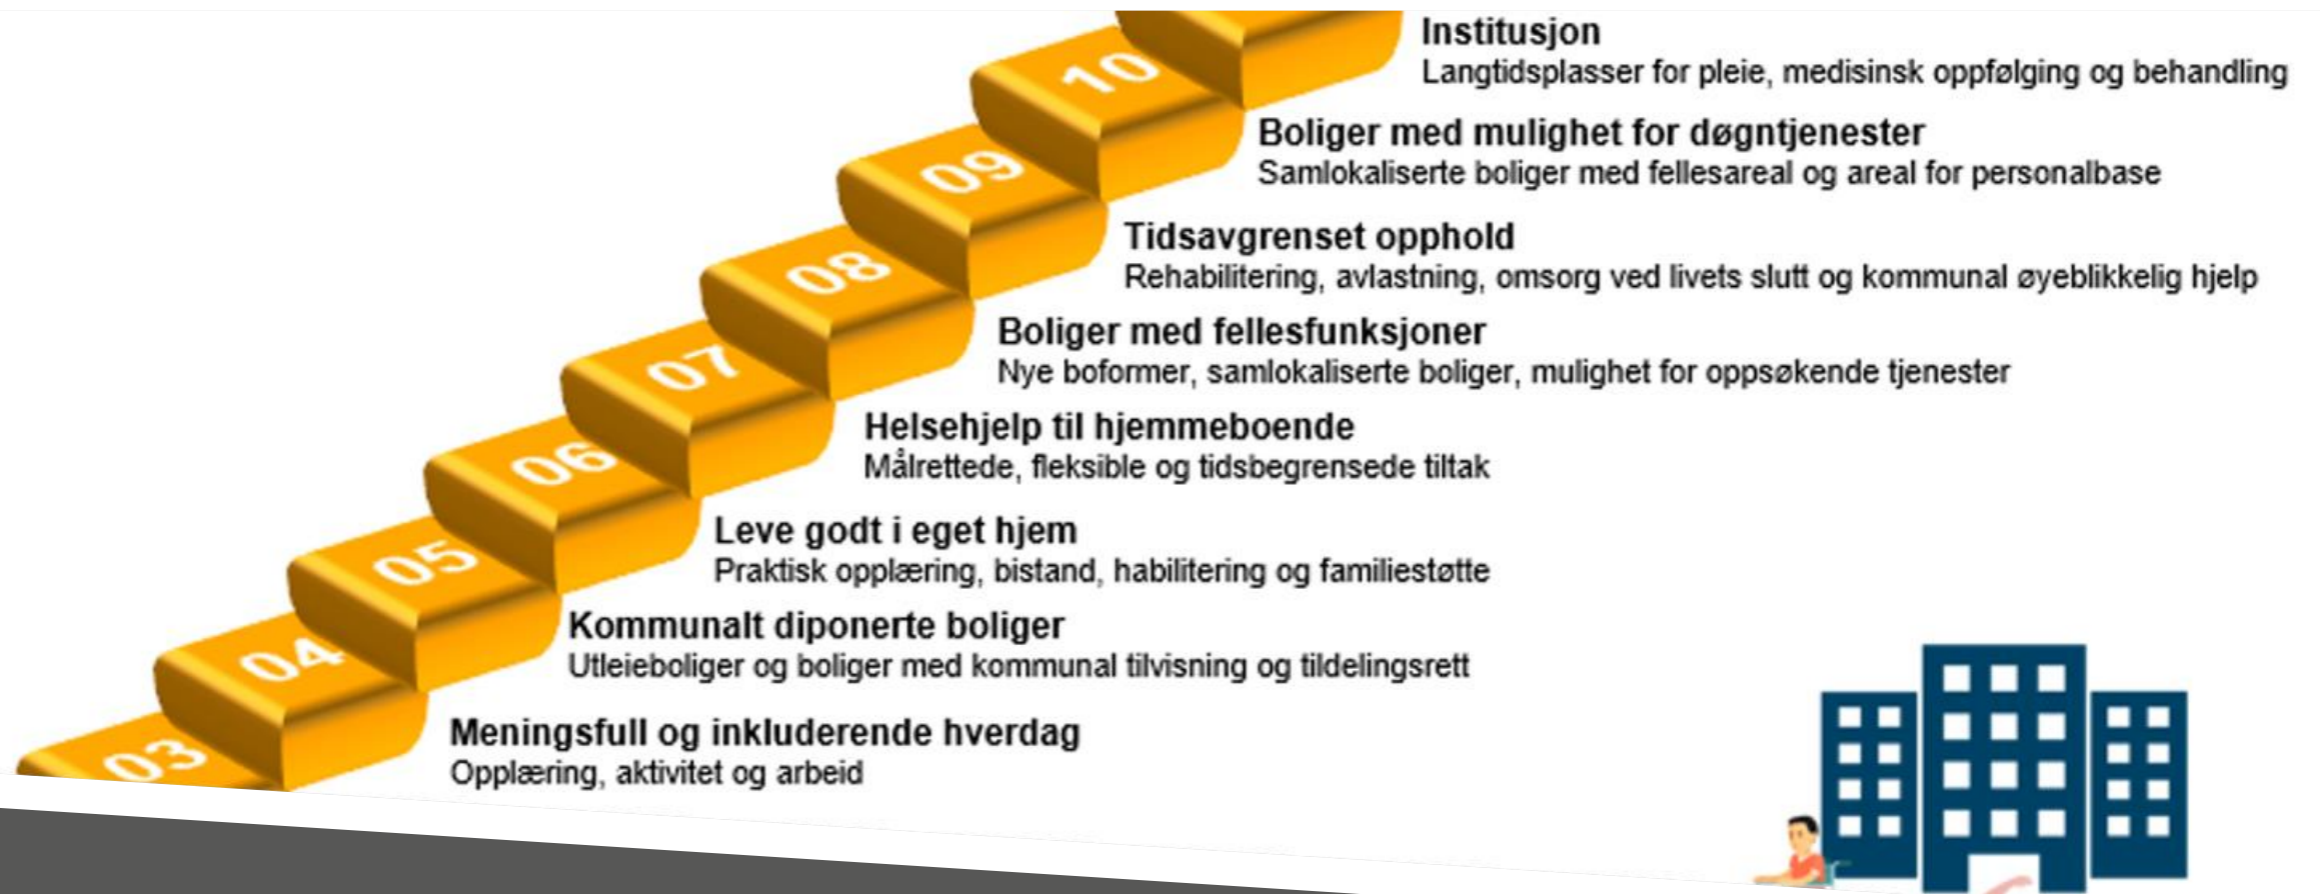 Institusjon
Langtidsplasser for pleie, medisinsk oppfølging og behandling
10
Boliger med mulighet for døgntjenester
Samlokaliserte boliger med fellesareal og areal for personalbase
09
Tidsavgrenset opphold
Rehabilitering, avlastning, omsorg ved livets slutt og kommunal øyeblikkelig hjelp
08
Boliger med fellesfunksjoner
Nye boformer, samlokaliserte boliger, mulighet for oppsøkende tjenester
07
Helsehjelp til hjemmeboende
Målrettede, fleksible og tidsbegrensede tiltak
06
Leve godt i eget hjem
Praktisk opplæring, bistand, habilitering og familiestøtte
05
Kommunalt diponerte boliger
Utleieboliger og boliger med kommunal tilvisning og tildelingsrett
04
Meningsfull og inkluderende hverdag
Opplæring, aktivitet og arbeid
03